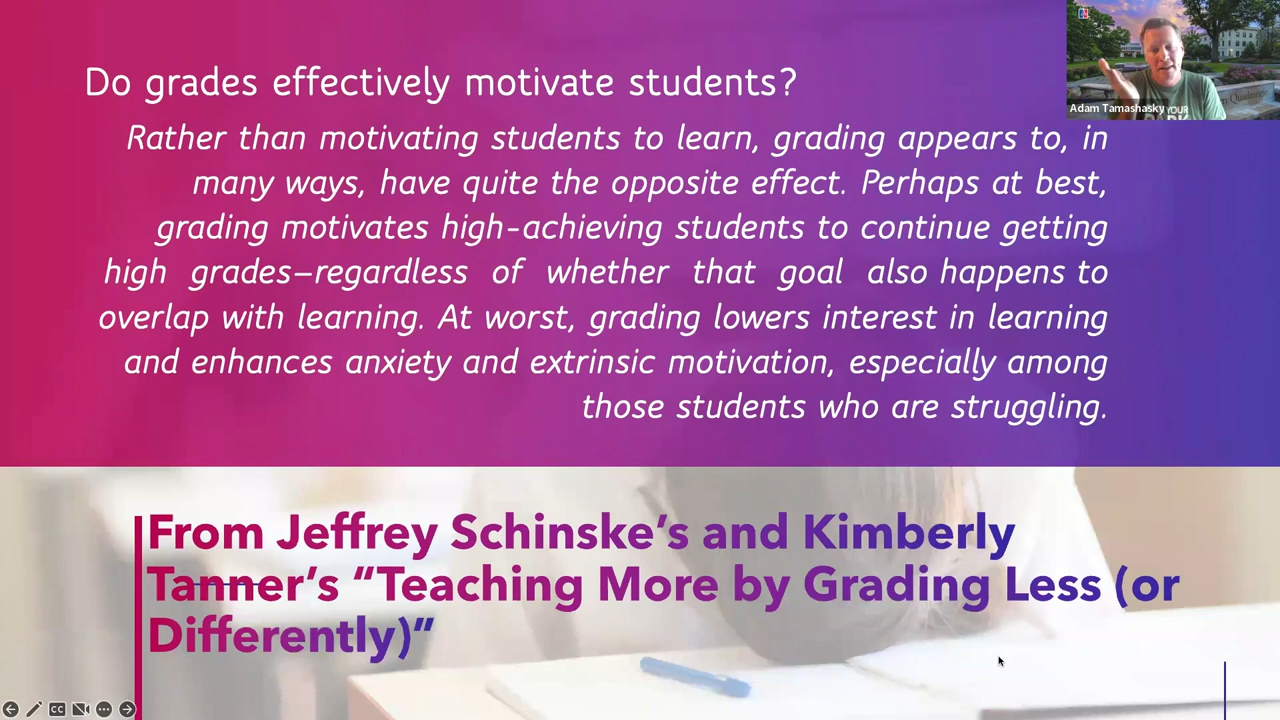 Do grades effectively motivate students?
Rather than motivating students to learn, grading appears to, in
many ways, have quite the opposite effect. Perhaps at best,
grading motivates high-achieving students to continue getting
high grades—regardless of whether that goal also happens to
overlap with learning. At worst, grading lowers interest in learning
and enhances anxiety and extrinsic motivation, especially among
those students who are struggling.
From Jeffrey Schinske’s and Kimberly
Tanner’s “Teaching More by Grading Less (or
Differently)”
Adam Tamashasky
YOUR
CC